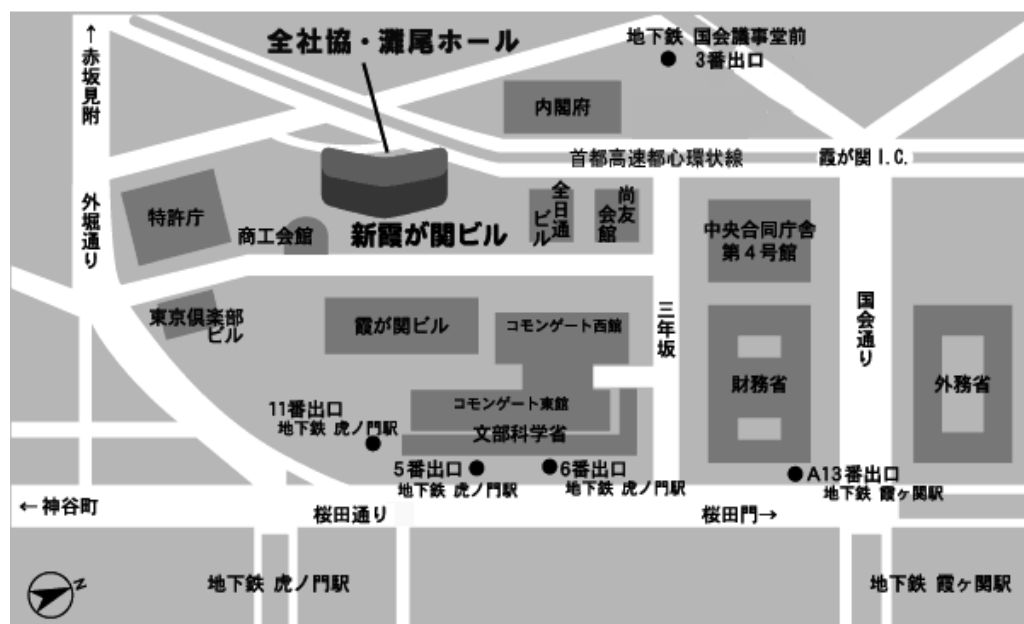 ↑赤坂見附
全社協・灘尾ホール
地下鉄 国会議事堂前
3番出口
内閣府
首都高速都心環状線
霞が関 I.C.
外堀通り
特許庁
商工会館
新霞が関ビル
全日通
ビル
尚友
会館
中央合同庁舎
第4号館
東京倶楽部
ビル
霞が関ビル
コモンゲート西館
三年坂
国会通り
財務省
外務省
コモンゲート東館
文部科学省
11番出口
地下鉄 虎ノ門駅
5番出口
地下鉄 虎ノ門駅
6番出口
地下鉄 虎ノ門駅
A13番出口
地下鉄 霞ヶ関駅
←神谷町
桜田通り
桜田門→
地下鉄 虎ノ門駅
地下鉄 霞ヶ関駅
N